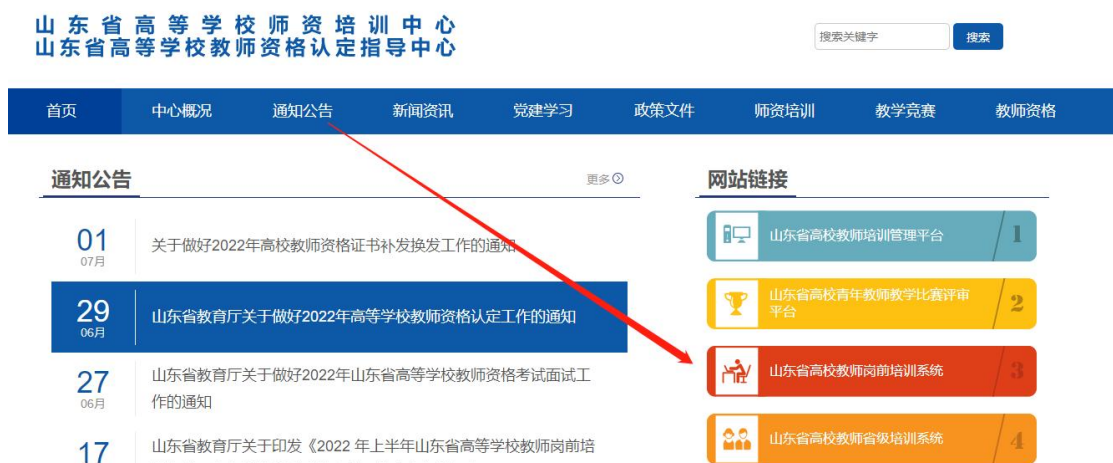 山东省高等学校师资培训中心
山东省高等学校教师资格认定指导中心
搜索关键字
搜索
首页
中心概况
通知公告
新闻资讯
党建学习
政策文件
师资培训
教学竞赛
教师资格
通知公告
更多
网站链接
01
07月
关于做好2022年高校教师资格证书补发换发工作的通知
29
06月
山东省教育厅关于做好2022年高等学校教师资格认定工作的通知
27
06月
山东省教育厅关于做好2022年山东省高等学校教师资格考试面试工
作的通知
17
山东省教育厅关于印发《2022 年上半年山东省高等学校教师岗前培
山东省高校教师培训管理平台
1
山东省高校青年教师教学比赛评审
平台
2
山东省高校教师岗前培训系统
3
山东省高校教师省级培训系统
4